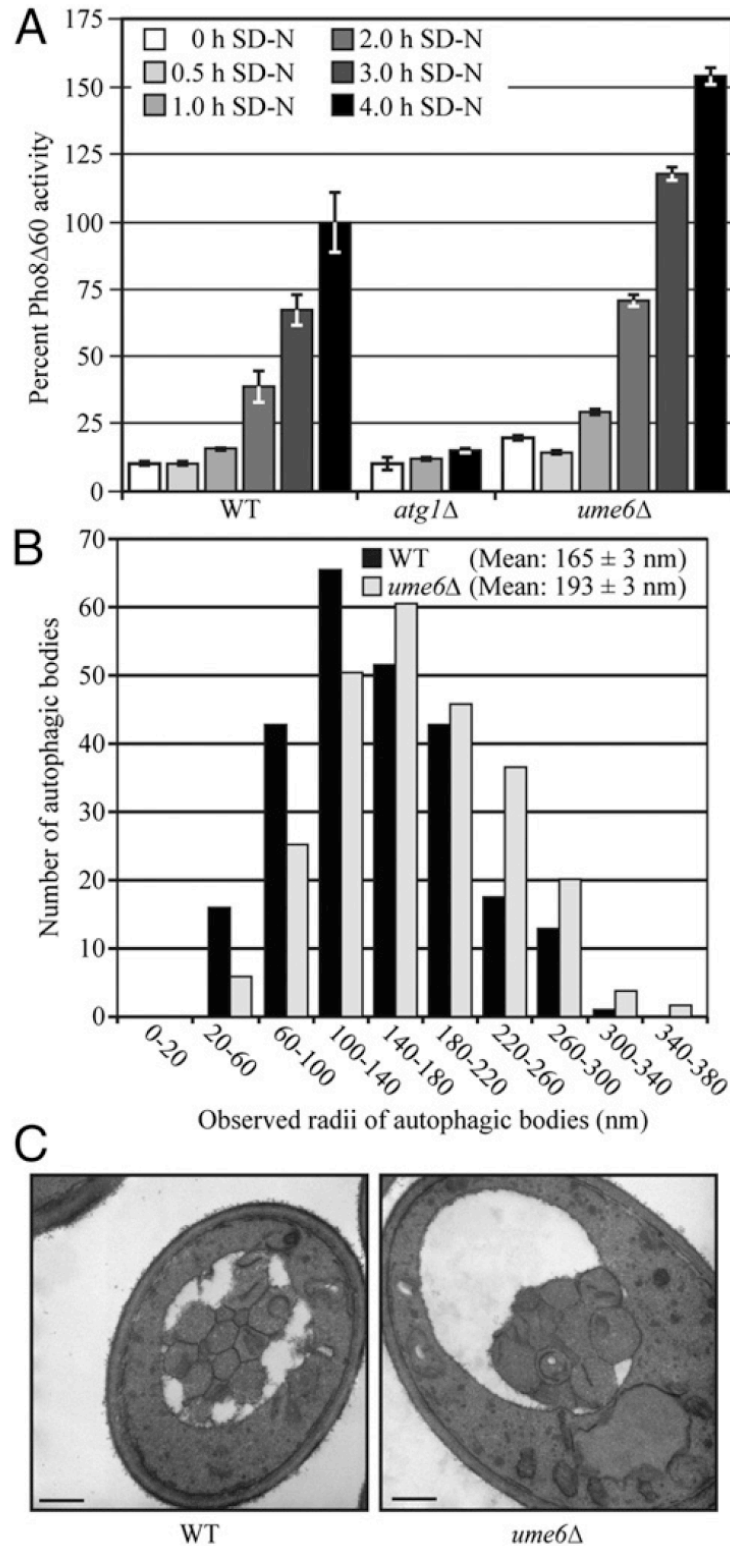 A
175
150
125
100
75
50
25
0
Percent Pho8Δ60 activity
0 h SD-N
0.5 h SD-N
1.0 h SD-N
2.0 h SD-N
3.0 h SD-N
4.0 h SD-N
WT
atg1Δ
ume6Δ
B
70
60
50
40
30
20
10
0
Number of autophagic bodies
WT (Mean: 165 ± 3 nm)
ume6Δ (Mean: 193 ± 3 nm)
0-20
20-60
60-100
100-140
140-180
180-220
220-260
260-300
300-340
340-380
Observed radii of autophagic bodies (nm)
C
WT
ume6Δ